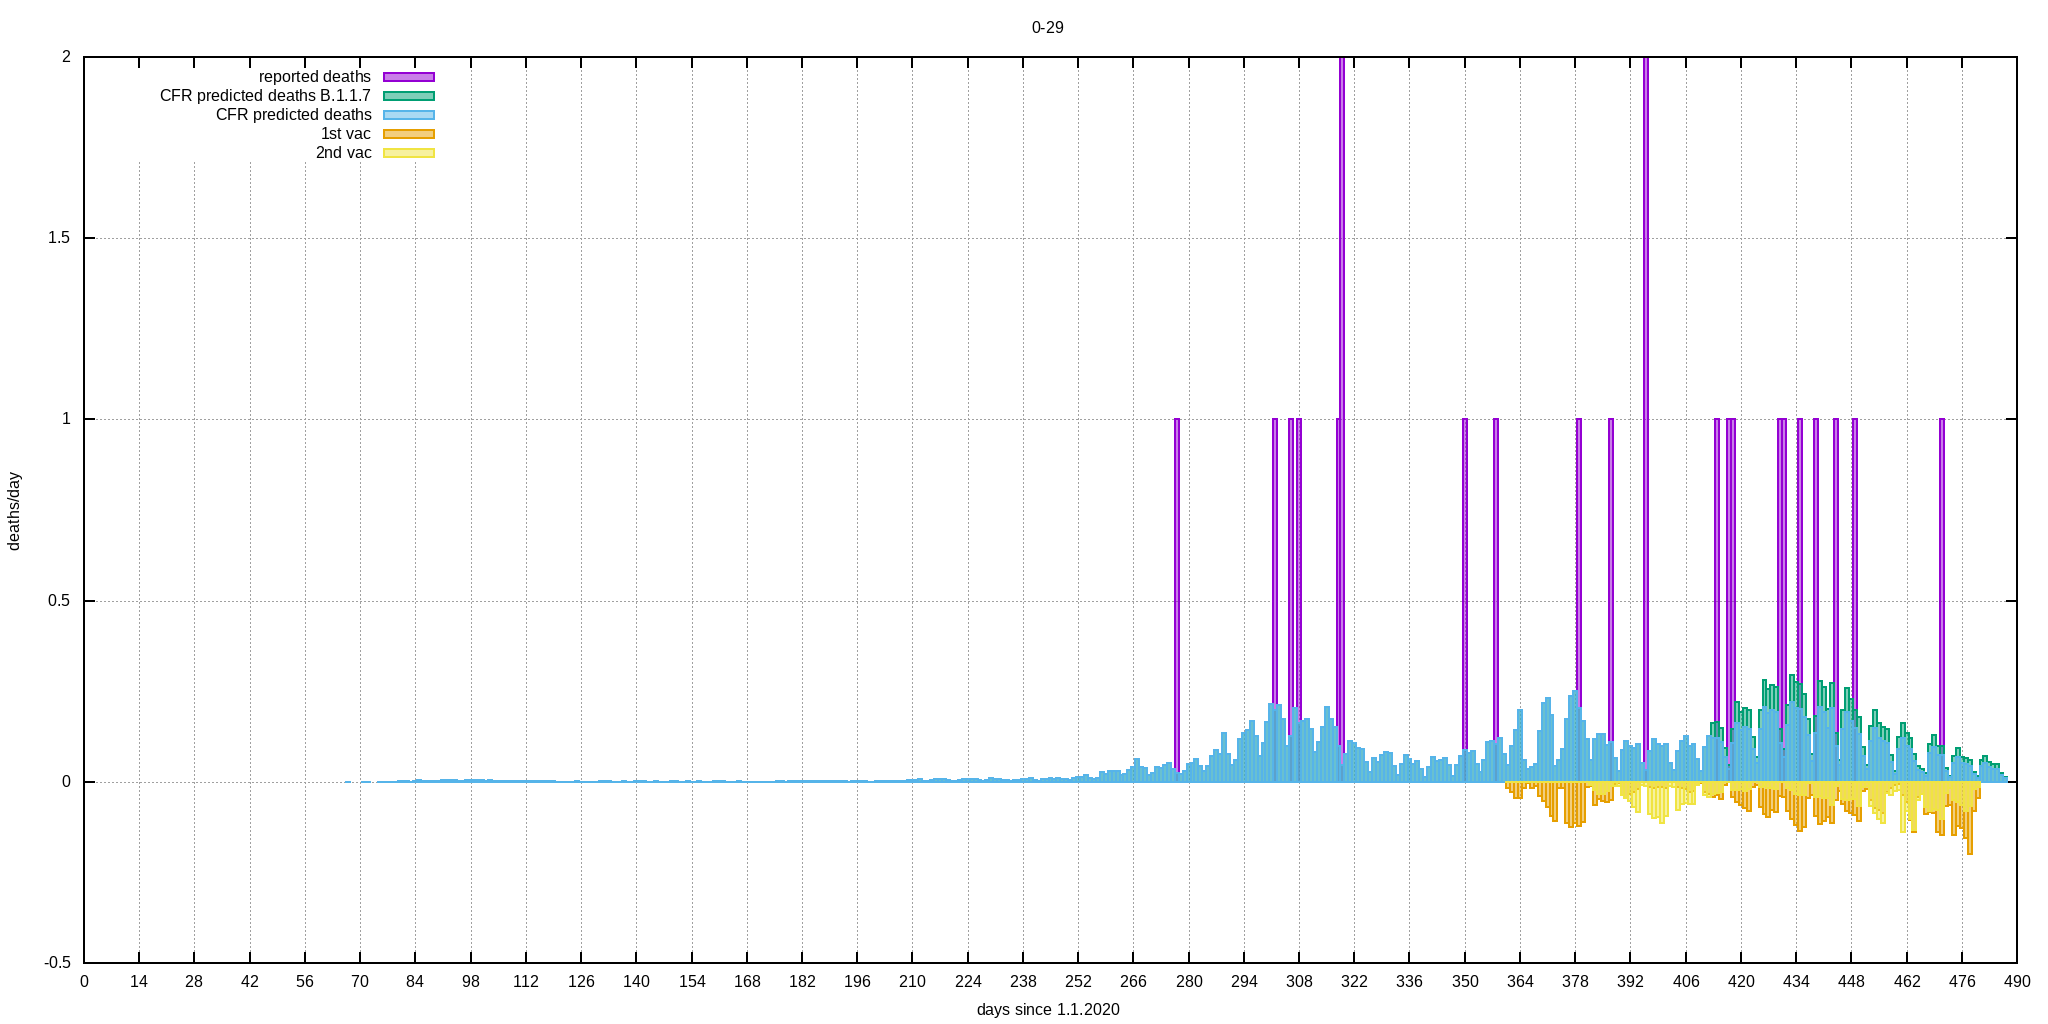 0-29
reported deaths
CFR predicted deaths B.1.1.7
CFR predicted deaths
1st vac
2nd vac
2
1.5
1
0.5
0
-0.5
deaths/day
0 14 28 42 56 70 84 98 112 126 140 154 168 182 196 210 224 238 252 266 280 294 308 322 336 350 364 378 392 406 420 434 448 462 476 490
days since 1.1.2020